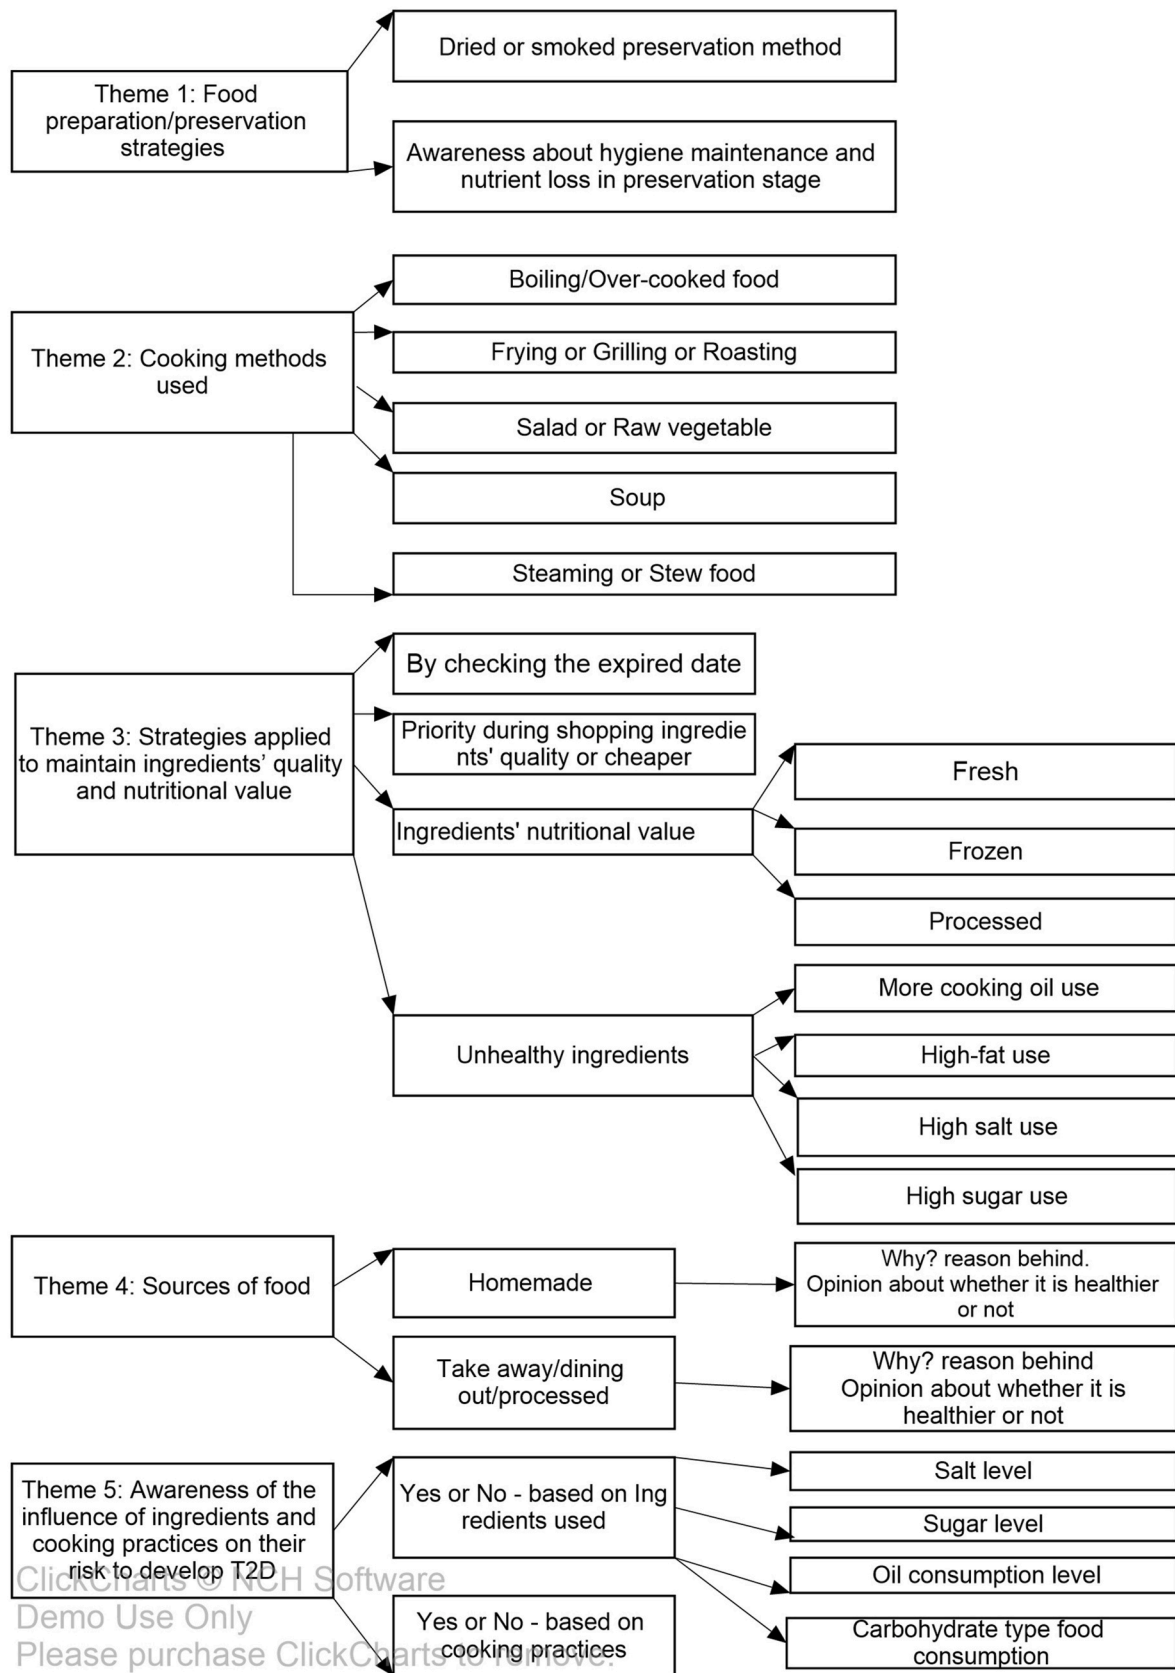 Theme 1: Food
preparation/preservation
strategies
Dried or smoked preservation method
Awareness about hygiene maintenance and
nutrient loss in preservation stage
Theme 2: Cooking methods
used
Boiling/Over-cooked food
Frying or Grilling or Roasting
Salad or Raw vegetable
Soup
Steaming or Stew food
Theme 3: Strategies applied
to maintain ingredients’ quality
and nutritional value
By checking the expired date
Priority during shopping ingredie
nts' quality or cheaper
Ingredients' nutritional value
Fresh
Frozen
Processed
Unhealthy ingredients
More cooking oil use
High-fat use
High salt use
High sugar use
Theme 4: Sources of food
Homemade
Why? reason behind.
Opinion about whether it is healthier
or not
Take away/dining
out/processed
Why? reason behind
Opinion about whether it is
healthier or not
Theme 5: Awareness of the
influence of ingredients and
cooking practices on their
risk to develop T2D
Yes or No - based on Ing
redients used
Salt level
Sugar level
Oil consumption level
Carbohydrate type food
consumption
Yes or No - based on
cooking practices
ClickCharts © NCH Software
Demo Use Only
Please purchase ClickCharts to remove.